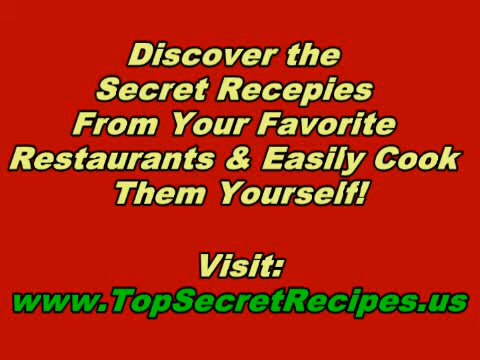 Discover the
Secret Recepies
From Your Favorite
Restaurants & Easily Cook
Them Yourself!
Visit:
www.TopSecretRecipes.us